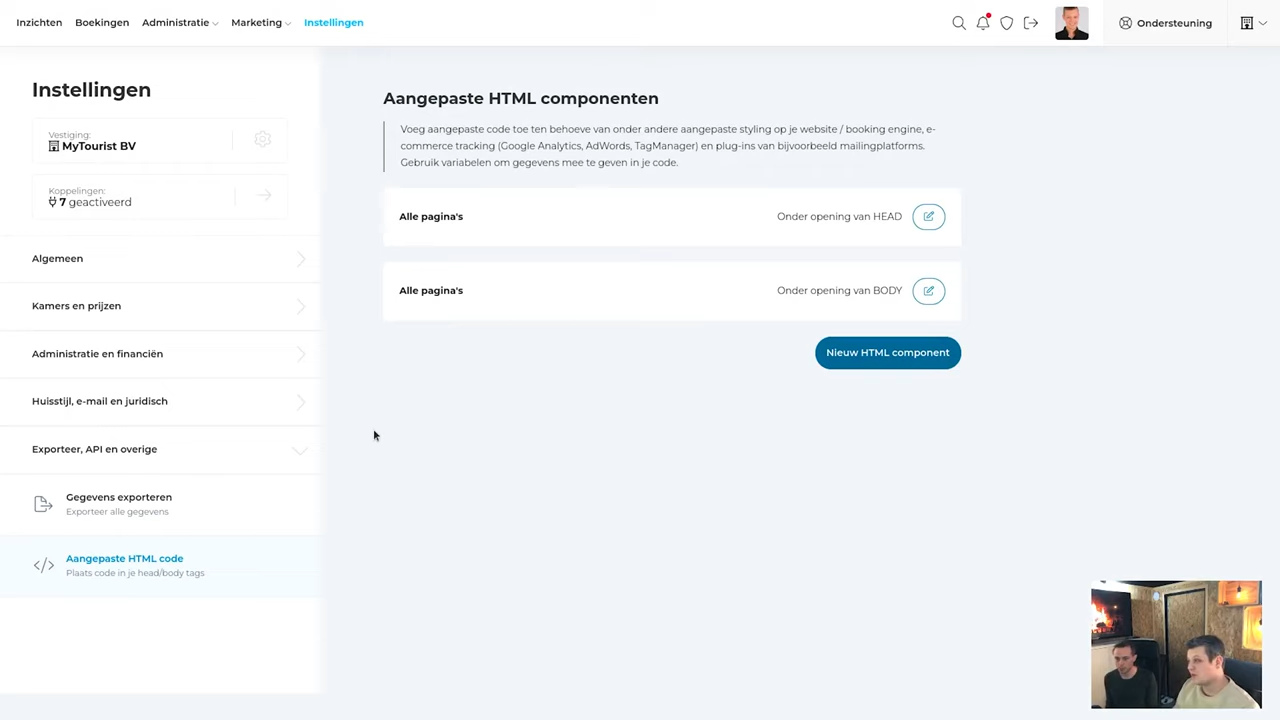 Inzichten Boekingen Administratie Marketing Instellingen Ondersteuning
Instellingen
Vestiging:
MyTourist BV
Koppelingen:
7 geactiveerd
Algemeen
Kamers en prijzen
Administratie en financiën
Huisstijl, e-mail en juridisch
Exporteer, API en overige
Gegevens exporteren
Exporteer alle gegevens
Aangepaste HTML code
Plaats code in je head/body tags
Aangepaste HTML componenten
Voeg aangepaste code toe ten behoeve van onder andere aangepaste styling op je website / booking engine, e-
commerce tracking (Google Analytics, AdWords, TagManager) en plug-ins van bijvoorbeeld mailingplatforms.
Gebruik variabelen om gegevens mee te geven in je code.
Alle pagina's Onder opening van HEAD
Alle pagina's Onder opening van BODY
Nieuw HTML component